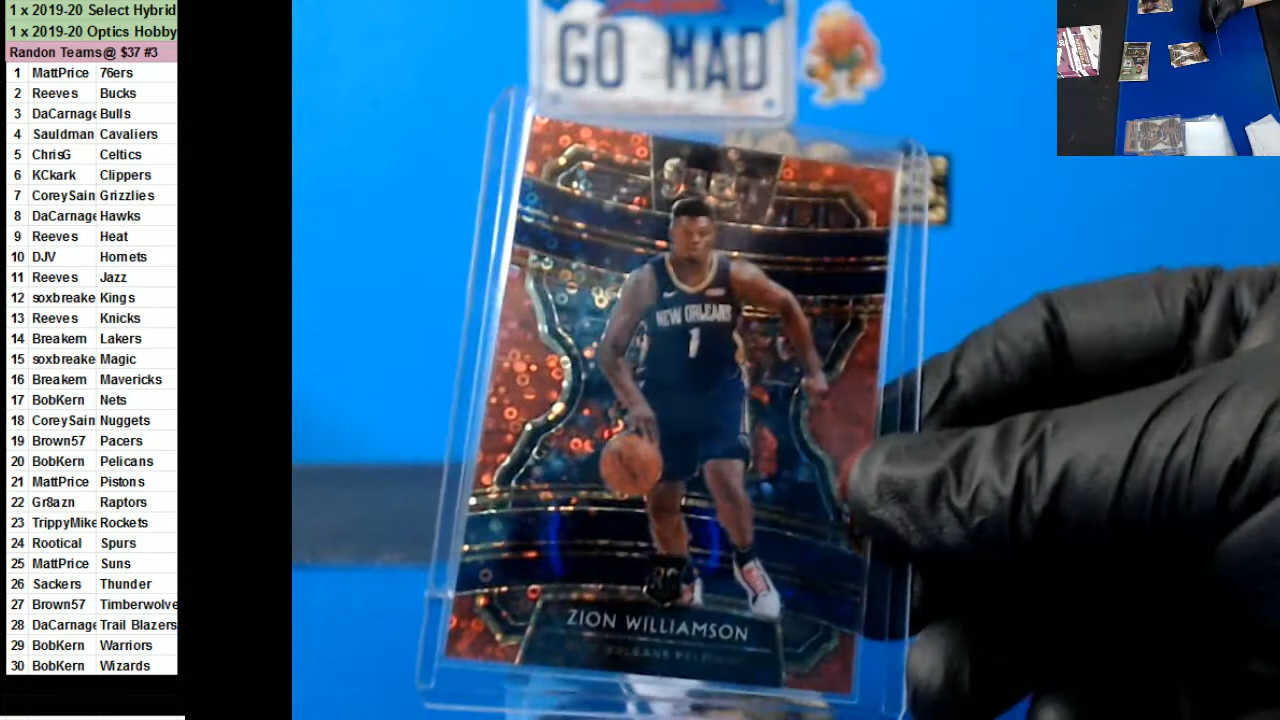 1 x 2019-20 Select Hybrid
1 x 2019-20 Optics Hobby
Randon Teams@ $37 #3
1 MattPrice 76ers
2 Reeves Bucks
3 DaCarnage Bulls
4 Sauldman Cavaliers
5 ChrisG Celtics
6 KCkark Clippers
7 CoreySain Grizzlies
8 DaCarnage Hawks
9 Reeves Heat
10 DJV Hornets
11 Reeves Jazz
12 soxbreake Kings
13 Reeves Knicks
14 Breakem Lakers
15 soxbreake Magic
16 Breakem Mavericks
17 BobKern Nets
18 CoreySain Nuggets
19 Brown57 Pacers
20 BobKern Pelicans
21 MattPrice Pistons
22 Gr8azn Raptors
23 TrippyMike Rockets
24 Rootical Spurs
25 MattPrice Suns
26 Sackers Thunder
27 Brown57 Timberwolve
28 DaCarnage Trail Blazers
29 BobKern Warriors
30 BobKern Wizards
GO MAD
NEW ORLEANS
1
ZION WILLIAMSON